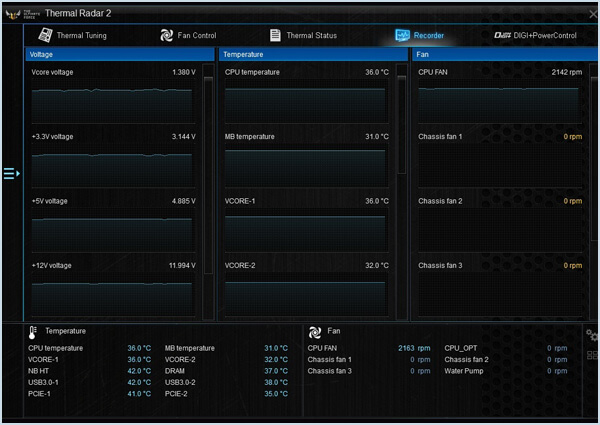 THE ULTIMATE FORCE
Thermal Radar 2
Thermal Tuning
Fan Control
Thermal Status
Recorder
DIGI+PowerControl
Voltage
Temperature
Fan
Vcore voltage 1.380 V
CPU temperature 36.0 °C
CPU FAN 2142 rpm
+3.3V voltage 3.144 V
MB temperature 31.0 °C
Chassis fan 1 0 rpm
+5V voltage 4.885 V
VCORE-1 36.0 °C
Chassis fan 2 0 rpm
+12V voltage 11.994 V
VCORE-2 32.0 °C
Chassis fan 3 0 rpm
Temperature
CPU temperature 36.0 °C MB temperature 31.0 °C
VCORE-1 36.0 °C VCORE-2 32.0 °C
NB HT 42.0 °C DRAM 37.0 °C
USB3.0-1 42.0 °C USB3.0-2 38.0 °C
PCIE-1 41.0 °C PCIE-2 35.0 °C
Fan
CPU FAN 2163 rpm CPU_OPT 0 rpm
Chassis fan 1 0 rpm Chassis fan 2 0 rpm
Chassis fan 3 0 rpm Water Pump 0 rpm